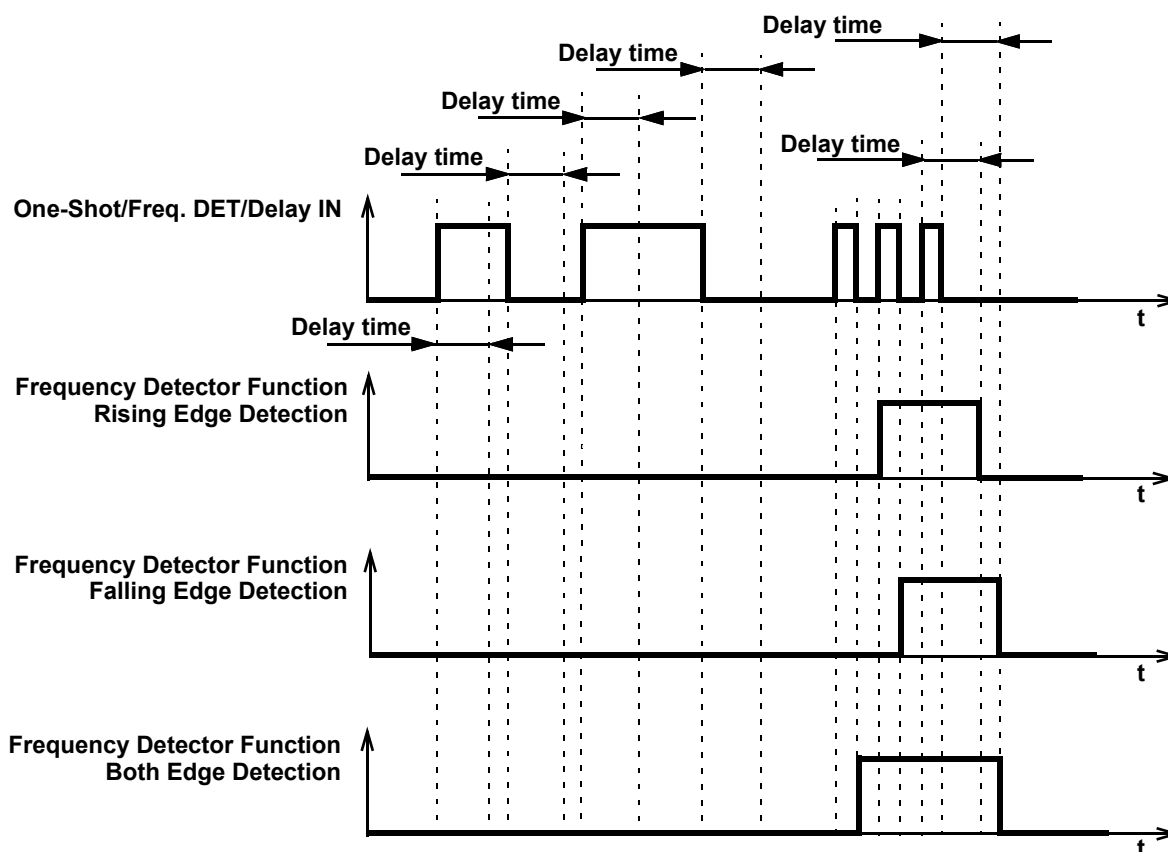 Delay time
Delay time
Delay time
Delay time
Delay time
One-Shot/Freq. DET/Delay IN
t
Delay time
Frequency Detector Function
Rising Edge Detection
t
Frequency Detector Function
Falling Edge Detection
t
Frequency Detector Function
Both Edge Detection
t